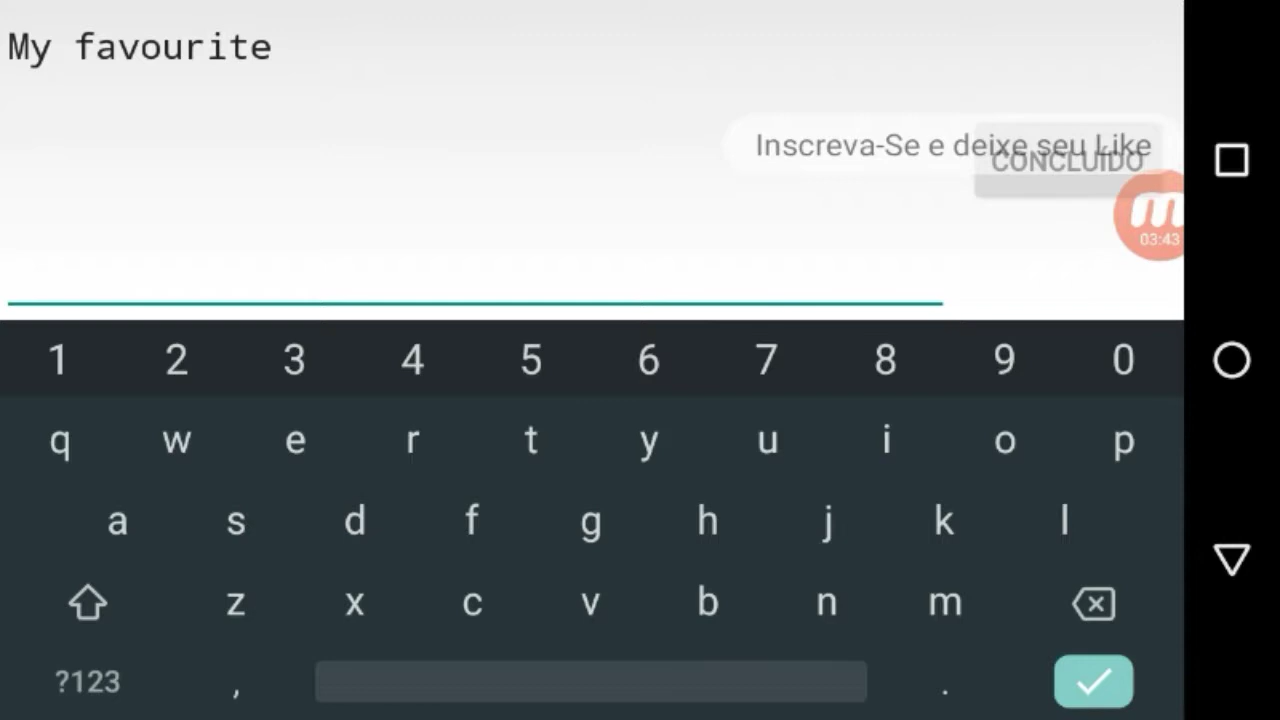 My favourite
Inscreva-Se e deixe seu Like
CONCLUÍDO
m
03:43
1 2 3 4 5 6 7 8 9 0
q w e r t y u i o p
a s d f g h j k l
z x c v b n m
?123 , .